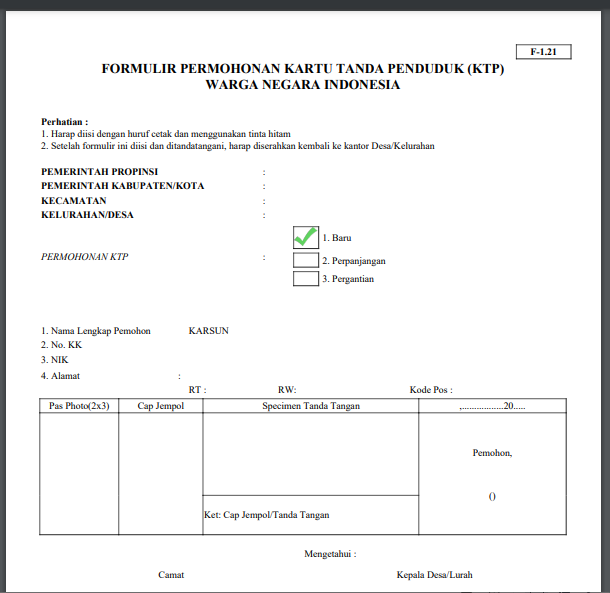 F-1.21
FORMULIR PERMOHONAN KARTU TANDA PENDUDUK (KTP)
WARGA NEGARA INDONESIA
Perhatian :
1. Harap diisi dengan huruf cetak dan menggunakan tinta hitam
2. Setelah formulir ini diisi dan ditandatangani, harap diserahkan kembali ke kantor Desa/Kelurahan
PEMERINTAH PROPINSI :
PEMERINTAH KABUPATEN/KOTA :
KECAMATAN :
KELURAHAN/DESA :
1. Baru
PERMOHONAN KTP :
2. Perpanjangan
3. Pergantian
1. Nama Lengkap Pemohon KARSUN
2. No. KK
3. NIK
4. Alamat :
RT : RW: Kode Pos :
Pas Photo(2x3) Cap Jempol Specimen Tanda Tangan ,.................20.....
Pemohon,
()
Ket: Cap Jempol/Tanda Tangan
Mengetahui :
Camat Kepala Desa/Lurah